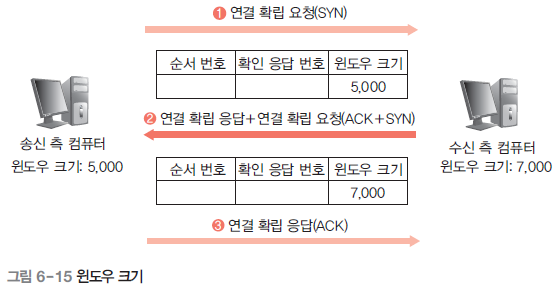 ❶ 연결 확립 요청(SYN)
순서 번호 확인 응답 번호 윈도우 크기
5,000
❷ 연결 확립 응답+연결 확립 요청(ACK+SYN)
송신 측 컴퓨터
윈도우 크기: 5,000
수신 측 컴퓨터
윈도우 크기: 7,000
순서 번호 확인 응답 번호 윈도우 크기
7,000
❸ 연결 확립 응답(ACK)
그림 6-15 윈도우 크기